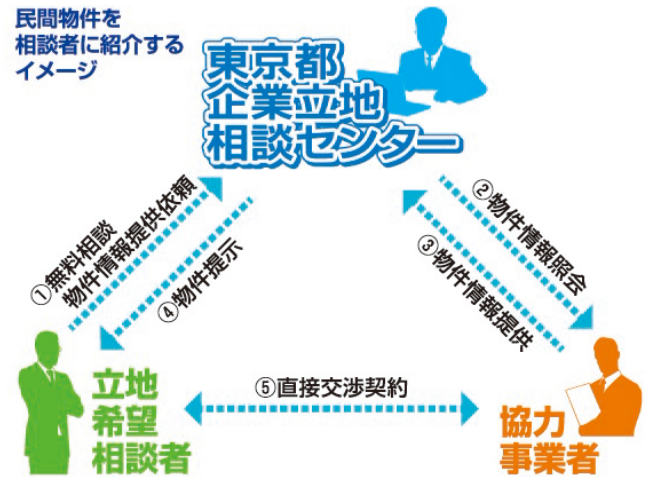 民間物件を
相談者に紹介する
イメージ
東京都
企業立地
相談センター
①無料相談
物件情報提供依頼
④物件提示
②物件情報照会
③物件情報提供
⑤直接交渉契約
立地
希望
相談者
協力
事業者